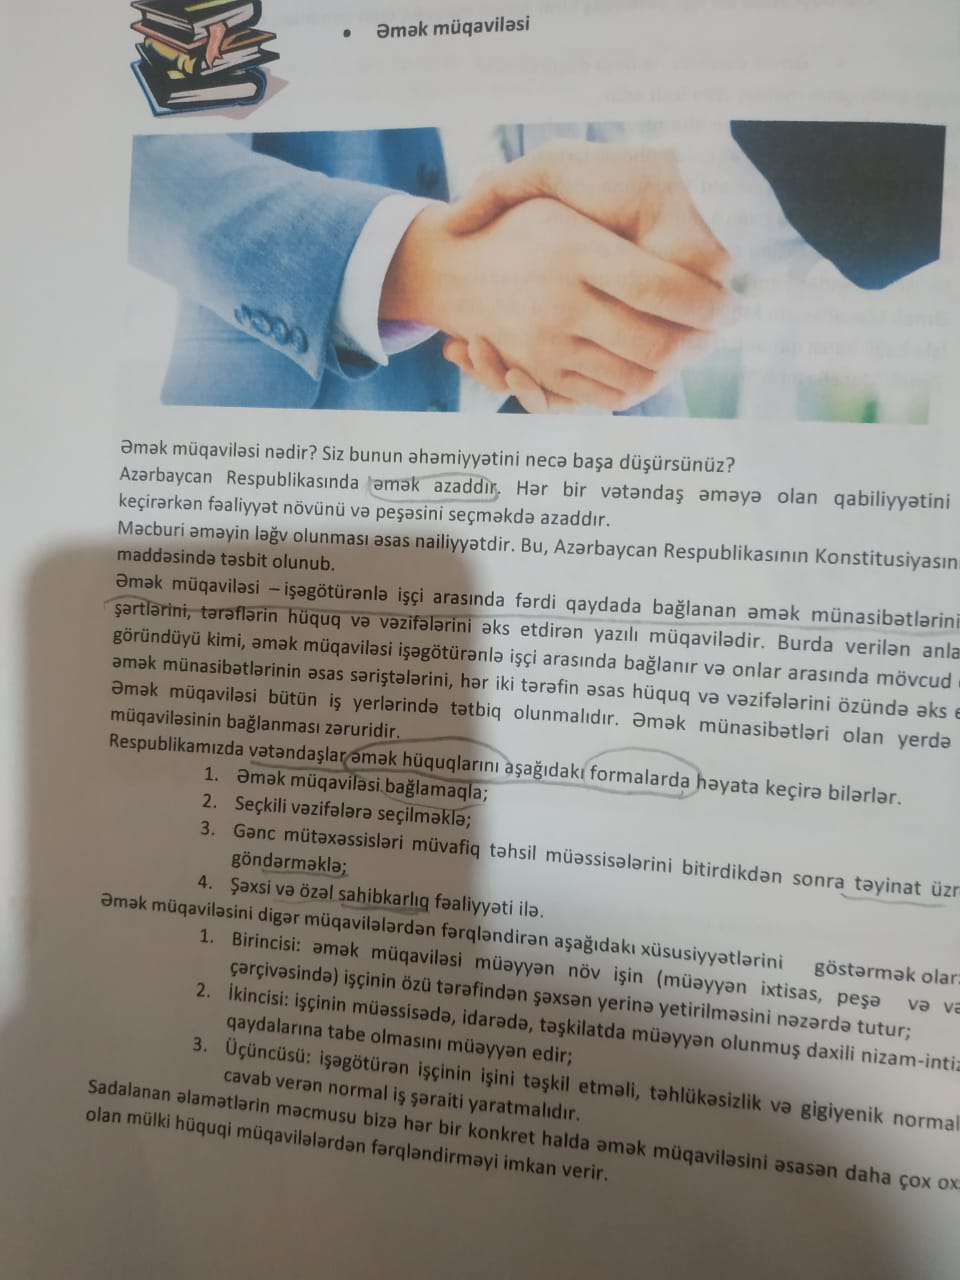 • Əmək müqaviləsi
Əmək müqaviləsi nədir? Siz bunun əhəmiyyətini necə başa düşürsünüz?
Azərbaycan Respublikasında əmək azaddır. Hər bir vətəndaş əməyə olan qabiliyyətini
keçirərkən fəaliyyət növünü və peşəsini seçməkdə azaddır.
Məcburi əməyin ləğv olunması əsas nailiyyətdir. Bu, Azərbaycan Respublikasının
maddəsində təsbit olunub.
Əmək müqaviləsi – işəgötürənlə işçi arasında fərdi qaydada bağlanan əmək münasibətlərini
şərtlərini, tərəflərin hüquq və vəzifələrini əks etdirən yazılı müqavilədir. Burda verilən
göründüyü kimi, əmək müqaviləsi işəgötürənlə işçi arasında bağlanır və onlar arasında mövcud
əmək münasibətlərinin əsas səriştələrini, hər iki tərəfin əsas hüquq və vəzifələrini özündə əks
Əmək müqaviləsi bütün iş yerlərində tətbiq olunmalıdır. Əmək münasibətləri olan yerdə
müqaviləsinin bağlanması zəruridir.
Respublikamızda vətəndaşlar əmək hüquqlarını aşağıdakı formalarda həyata keçirə bilərlər.
1. Əmək müqaviləsi bağlamaqla;
2. Seçkili vəzifələrə seçilməklə;
3. Gənc mütəxəssisləri müvafiq təhsil müəssisələrini bitirdikdən sonra təyinat
göndərməklə;
4. Şəxsi və özəl sahibkarlıq fəaliyyəti ilə.
Əmək müqaviləsini digər müqavilələrdən fərqləndirən aşağıdakı xüsusiyyətlərini göstərmək olar:
1. Birincisi: əmək müqaviləsi müəyyən növ işin (müəyyən ixtisas, peşə və
çərçivəsində) işçinin özü tərəfindən şəxsən yerinə yetirilməsini nəzərdə tutur;
2. İkincisi: işçinin müəssisədə, idarədə, təşkilatda müəyyən olunmuş daxili
qaydalarına tabe olmasını müəyyən edir;
3. Üçüncüsü: işəgötürən işçinin işini təşkil etməli, təhlükəsizlik və gigiyenik
cavab verən normal iş şəraiti yaratmalıdır.
Sadalanan əlamətlərin məcmusu bizə hər bir konkret halda əmək müqaviləsini əsasən daha çox
olan mülki hüquqi müqavilələrdən fərqləndirməyi imkan verir.